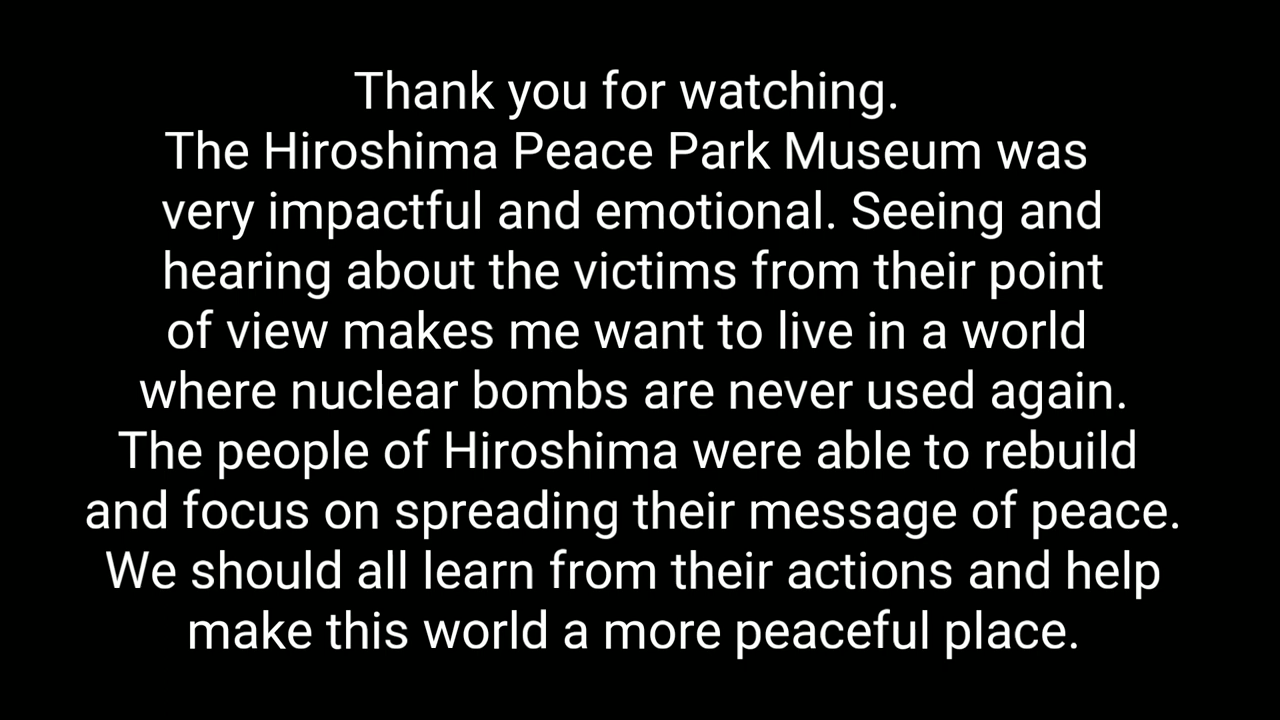 Thank you for watching.
The Hiroshima Peace Park Museum was
very impactful and emotional. Seeing and
hearing about the victims from their point
of view makes me want to live in a world
where nuclear bombs are never used again.
The people of Hiroshima were able to rebuild
and focus on spreading their message of peace.
We should all learn from their actions and help
make this world a more peaceful place.